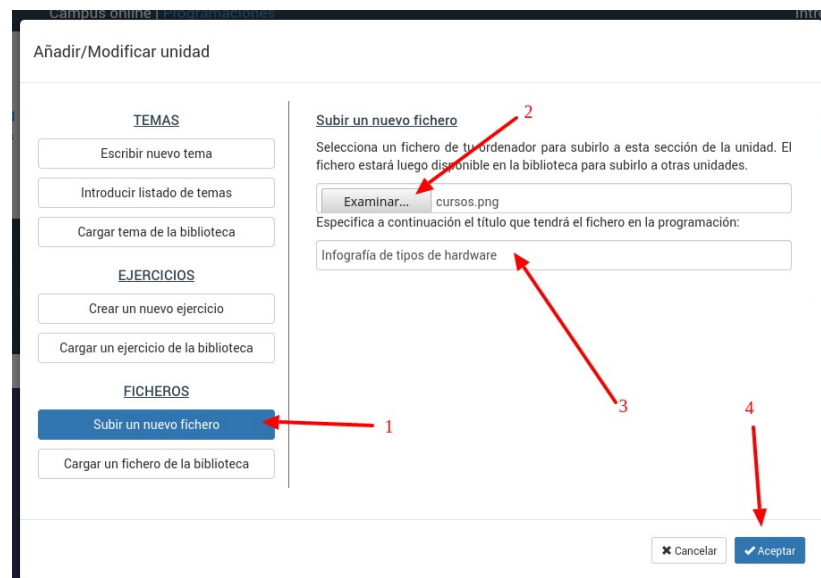 Campus online | Programaciones
Añadir/Modificar unidad
TEMAS
Escribir nuevo tema
Introducir listado de temas
Cargar tema de la biblioteca
EJERCICIOS
Crear un nuevo ejercicio
Cargar un ejercicio de la biblioteca
FICHEROS
Subir un nuevo fichero
1
Cargar un fichero de la biblioteca
Subir un nuevo fichero
2
Selecciona un fichero de tu ordenador para subirlo a esta sección de la unidad. El
fichero estará luego disponible en la biblioteca para subirlo a otras unidades.
Examinar... cursos.png
Especifica a continuación el título que tendrá el fichero en la programación:
Infografía de tipos de hardware
3
4
✖ Cancelar
✔ Aceptar